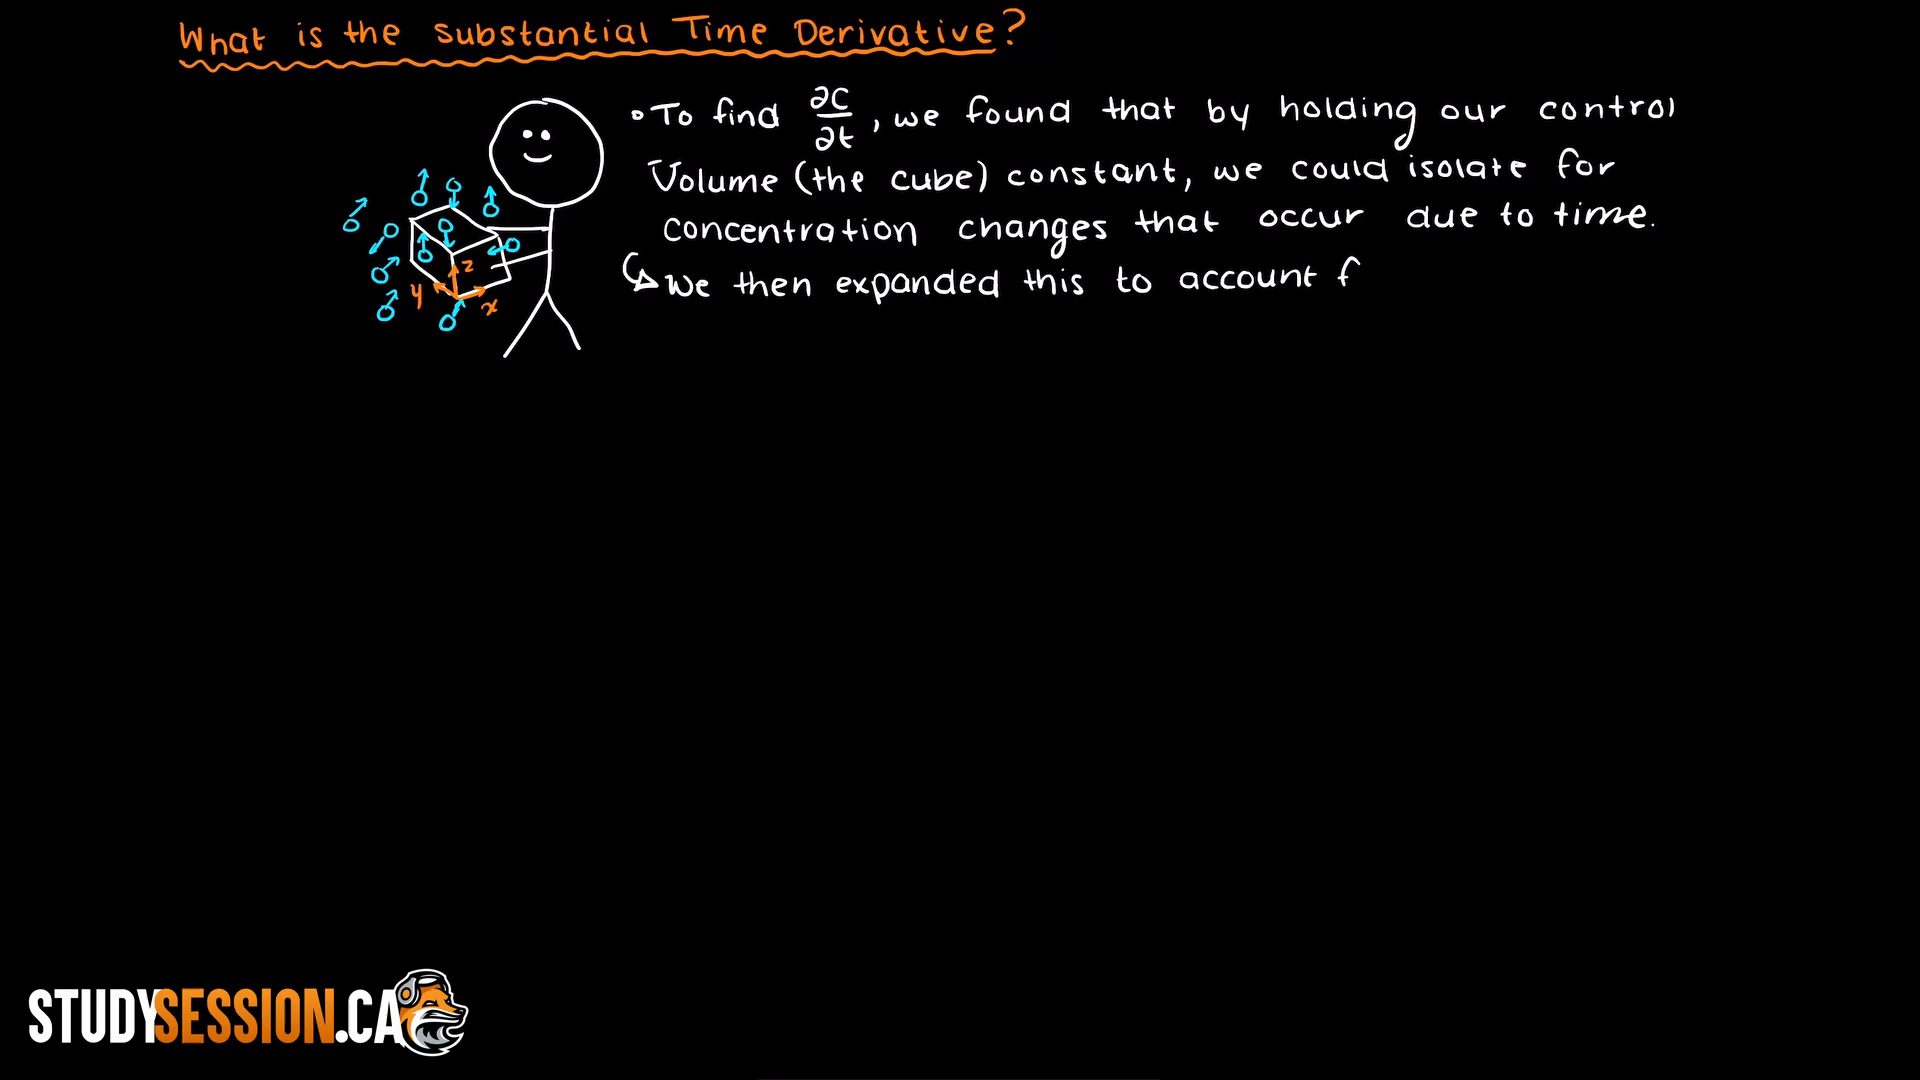 What is the substantial Time Derivative?
• To find ∂C/∂t, we found that by holding our control
Volume (the cube) constant, we could isolate for
concentration changes that occur due to time.
↳ We then expanded this to account f
z
y
x
STUDYSESSION.CA